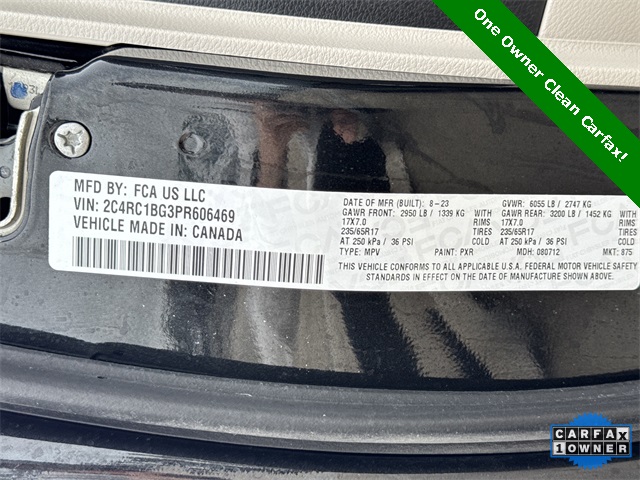 One Owner Clean Carfax!
MFD BY: FCA US LLC
VIN: 2C4RC1BG3PR606469
VEHICLE MADE IN: CANADA
DATE OF MFR (BUILT): 8-23 GVWR: 6055 LB / 2747 KG
GAWR FRONT: 2950 LB / 1339 KG WITH GAWR REAR: 3200 LB / 1452 KG WITH
17X7.0 RIMS 17X7.0 RIMS
235/65R17 TIRES 235/65R17 TIRES
AT 250 kPa / 36 PSI COLD AT 250 kPa / 36 PSI COLD
TYPE: MPV PAINT: PXR MDH: 080712 MKT: 875
THIS VEHICLE CONFORMS TO ALL APPLICABLE U.S.A. FEDERAL MOTOR VEHICLE SAFETY
STANDARDS IN EFFECT ON THE DATE OF MANUFACTURE SHOWN ABOVE.
CARFAX
1 OWNER